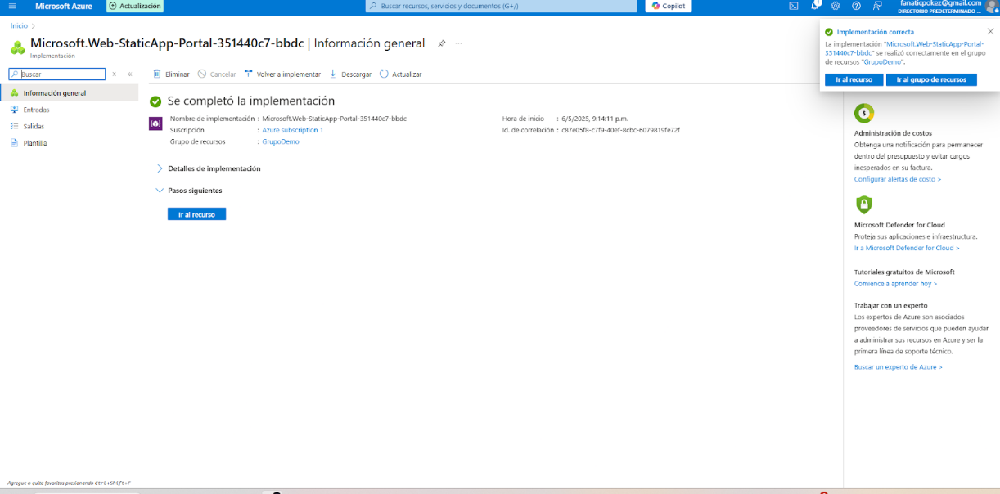 Microsoft Azure
Actualización
Buscar recursos, servicios y documentos (G+/)
Copilot
1
fanaticpokez@gmail.com
DIRECTORIO PREDETERMINADO ...
Inicio >
Microsoft.Web-StaticApp-Portal-351440c7-bbdc | Información general
...
Implementación
Buscar
Información general
Entradas
Salidas
Plantilla
Eliminar
Cancelar
Volver a implementar
Descargar
Actualizar
Se completó la implementación
Nombre de implementación : Microsoft.Web-StaticApp-Portal-351440c7-bbdc
Suscripción : Azure subscription 1
Grupo de recursos : GrupoDemo
Hora de inicio : 6/5/2025, 9:14:11 p.m.
Id. de correlación : c87e05f8-c7f9-40ef-8cbc-6079819fe72f
Detalles de implementación
Pasos siguientes
Ir al recurso
Implementación correcta
La implementación "Microsoft.Web-StaticApp-Portal-
351440c7-bbdc" se realizó correctamente en el grupo
de recursos "GrupoDemo".
Ir al recurso
Ir al grupo de recursos
Administración de costos
Obtenga una notificación para permanecer
dentro del presupuesto y evitar cargos
inesperados en su factura.
Configurar alertas de costo >
Microsoft Defender for Cloud
Proteja sus aplicaciones e infraestructura.
Ir a Microsoft Defender for Cloud >
Tutoriales gratuitos de Microsoft
Comience a aprender hoy >
Trabajar con un experto
Los expertos de Azure son asociados
proveedores de servicios que pueden ayudar
a administrar sus recursos en Azure y ser la
primera línea de soporte técnico.
Buscar un experto de Azure >
Agregue o quite favoritos presionando Ctrl+Shift+F